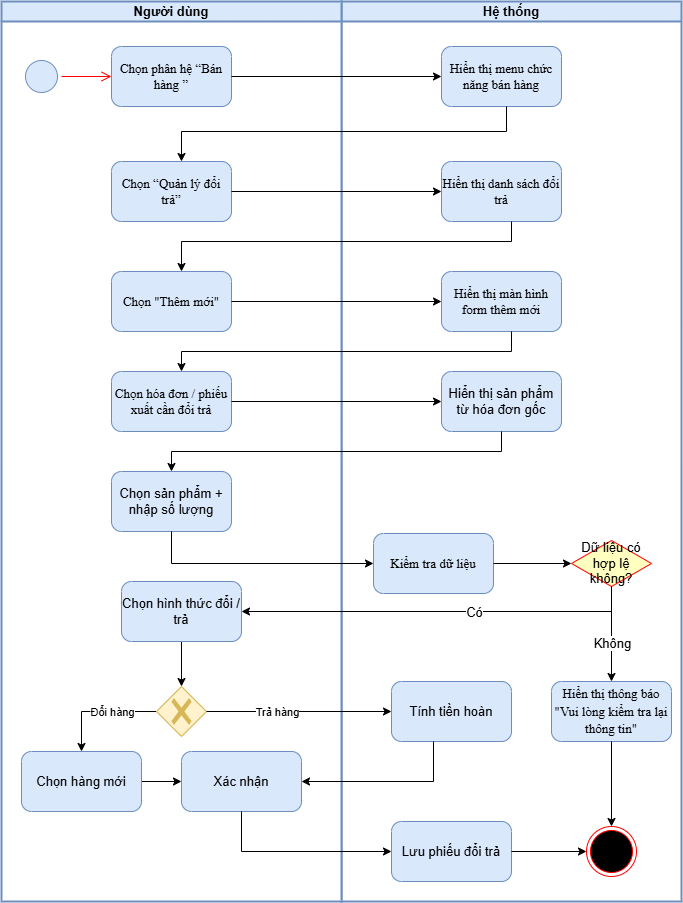 Người dùng
Hệ thống
Chọn phân hệ “Bán
hàng ”
Hiển thị menu chức
năng bán hàng
Chọn “Quản lý đổi
trả”
Hiển thị danh sách đổi
trả
Chọn "Thêm mới"
Hiển thị màn hình
form thêm mới
Chọn hóa đơn / phiếu
xuất cần đổi trả
Hiển thị sản phẩm
từ hóa đơn gốc
Chọn sản phẩm +
nhập số lượng
Kiểm tra dữ liệu
Dữ liệu có
hợp lệ
không?
Chọn hình thức đổi /
trả
Có
Không
Đổi hàng
Trả hàng
Tính tiền hoàn
Hiển thị thông báo
"Vui lòng kiểm tra lại
thông tin"
Chọn hàng mới
Xác nhận
Lưu phiếu đổi trả